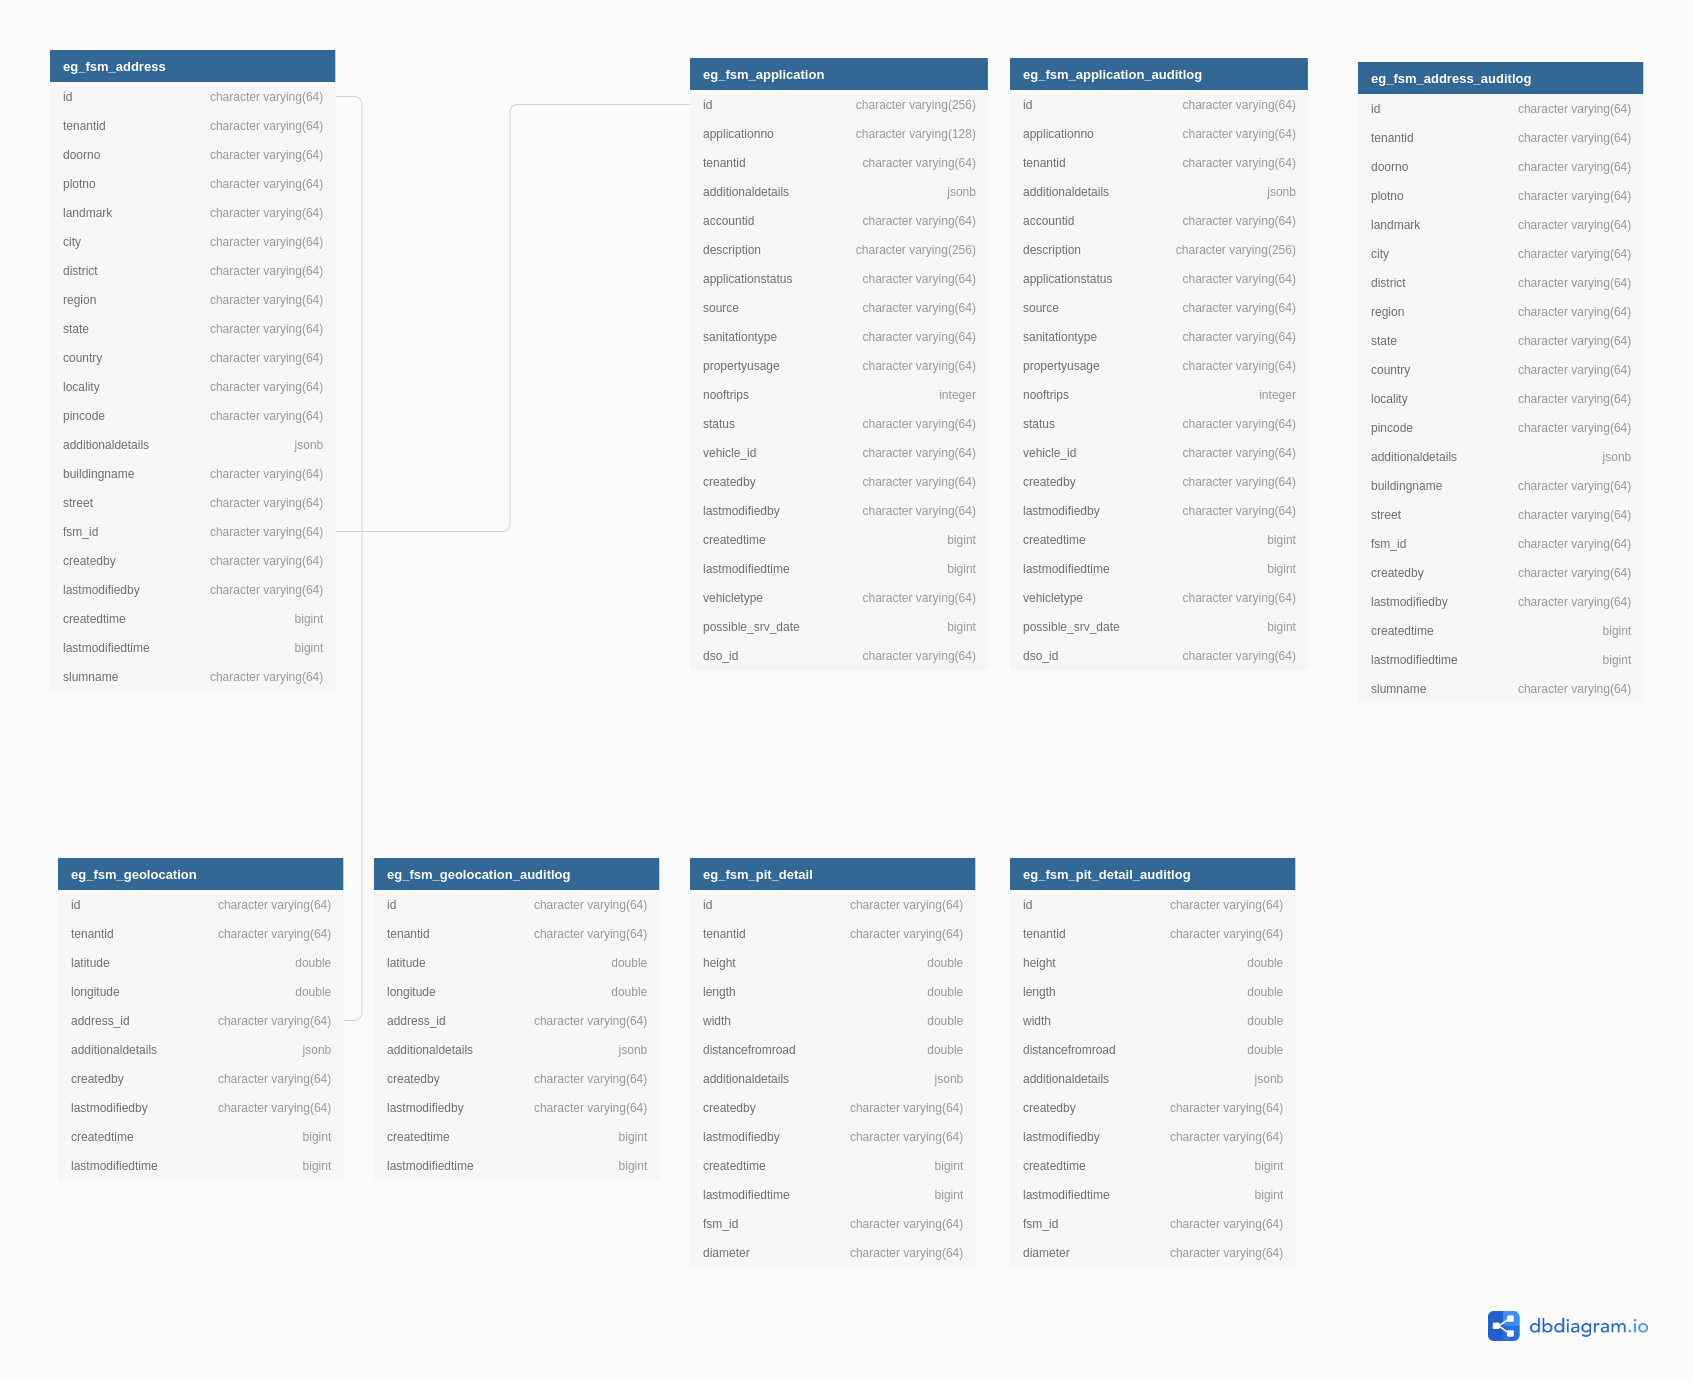 eg_fsm_address
id character varying(64)
tenantid character varying(64)
doorno character varying(64)
plotno character varying(64)
landmark character varying(64)
city character varying(64)
district character varying(64)
region character varying(64)
state character varying(64)
country character varying(64)
locality character varying(64)
pincode character varying(64)
additionaldetails jsonb
buildingname character varying(64)
street character varying(64)
fsm_id character varying(64)
createdby character varying(64)
lastmodifiedby character varying(64)
createdtime bigint
lastmodifiedtime bigint
slumname character varying(64)
eg_fsm_application
id character varying(256)
applicationno character varying(128)
tenantid character varying(64)
additionaldetails jsonb
accountid character varying(64)
description character varying(256)
applicationstatus character varying(64)
source character varying(64)
sanitationtype character varying(64)
propertyusage character varying(64)
nooftrips integer
status character varying(64)
vehicle_id character varying(64)
createdby character varying(64)
lastmodifiedby character varying(64)
createdtime bigint
lastmodifiedtime bigint
vehicletype character varying(64)
possible_srv_date bigint
dso_id character varying(64)
eg_fsm_application_auditlog
id character varying(64)
applicationno character varying(64)
tenantid character varying(64)
additionaldetails jsonb
accountid character varying(64)
description character varying(256)
applicationstatus character varying(64)
source character varying(64)
sanitationtype character varying(64)
propertyusage character varying(64)
nooftrips integer
status character varying(64)
vehicle_id character varying(64)
createdby character varying(64)
lastmodifiedby character varying(64)
createdtime bigint
lastmodifiedtime bigint
vehicletype character varying(64)
possible_srv_date bigint
dso_id character varying(64)
eg_fsm_address_auditlog
id character varying(64)
tenantid character varying(64)
doorno character varying(64)
plotno character varying(64)
landmark character varying(64)
city character varying(64)
district character varying(64)
region character varying(64)
state character varying(64)
country character varying(64)
locality character varying(64)
pincode character varying(64)
additionaldetails jsonb
buildingname character varying(64)
street character varying(64)
fsm_id character varying(64)
createdby character varying(64)
lastmodifiedby character varying(64)
createdtime bigint
lastmodifiedtime bigint
slumname character varying(64)
eg_fsm_geolocation
id character varying(64)
tenantid character varying(64)
latitude double
longitude double
address_id character varying(64)
additionaldetails jsonb
createdby character varying(64)
lastmodifiedby character varying(64)
createdtime bigint
lastmodifiedtime bigint
eg_fsm_geolocation_auditlog
id character varying(64)
tenantid character varying(64)
latitude double
longitude double
address_id character varying(64)
additionaldetails jsonb
createdby character varying(64)
lastmodifiedby character varying(64)
createdtime bigint
lastmodifiedtime bigint
eg_fsm_pit_detail
id character varying(64)
tenantid character varying(64)
height double
length double
width double
distancefromroad double
additionaldetails jsonb
createdby character varying(64)
lastmodifiedby character varying(64)
createdtime bigint
lastmodifiedtime bigint
fsm_id character varying(64)
diameter character varying(64)
eg_fsm_pit_detail_auditlog
id character varying(64)
tenantid character varying(64)
height double
length double
width double
distancefromroad double
additionaldetails jsonb
createdby character varying(64)
lastmodifiedby character varying(64)
createdtime bigint
lastmodifiedtime bigint
fsm_id character varying(64)
diameter character varying(64)
dbdiagram.io